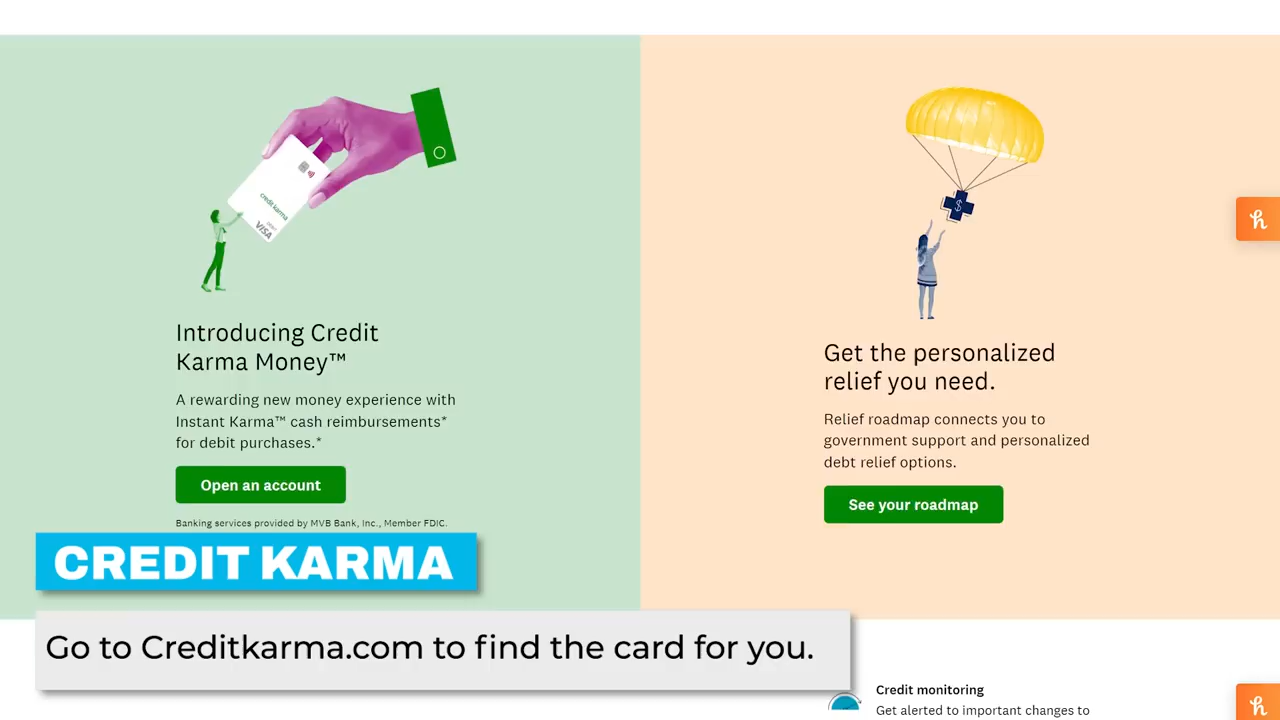 credit karma
debit
VISA
$
Introducing Credit
Karma Money™
A rewarding new money experience with
Instant Karma™ cash reimbursements*
for debit purchases.*
Open an account
Banking services provided by MVB Bank, Inc., Member FDIC.
Get the personalized
relief you need.
Relief roadmap connects you to
government support and personalized
debt relief options.
See your roadmap
CREDIT KARMA
Go to Creditkarma.com to find the card for you.
Credit monitoring
Get alerted to important changes to
h
h